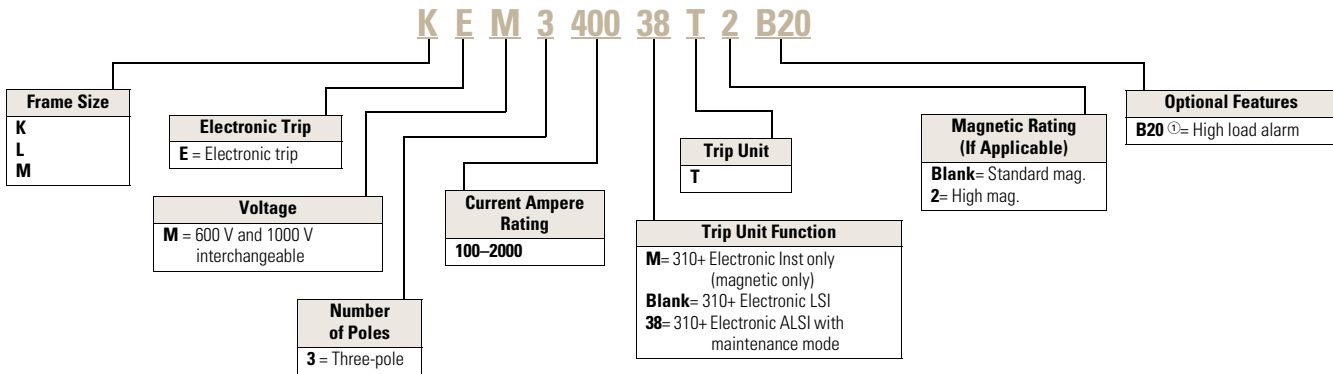 K E M 3 400 38 T 2 B20
Frame Size
K
L
M
Electronic Trip
E = Electronic trip
Voltage
M = 600 V and 1000 V
interchangeable
Number
of Poles
3 = Three-pole
Current Ampere
Rating
100–2000
Trip Unit Function
M= 310+ Electronic Inst only
(magnetic only)
Blank= 310+ Electronic LSI
38= 310+ Electronic ALSI with
maintenance mode
Trip Unit
T
Magnetic Rating
(If Applicable)
Blank= Standard mag.
2= High mag.
Optional Features
B20 ①= High load alarm